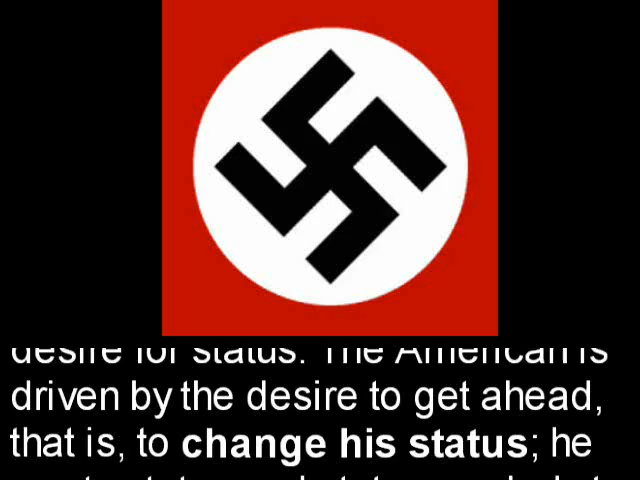 desire for status. The American is
driven by the desire to get ahead,
that is, to change his status; he